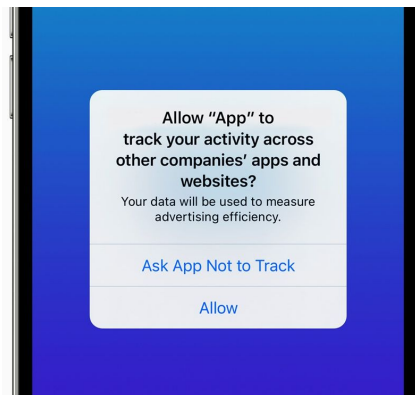 Allow “App” to
track your activity across
other companies’ apps and
websites?
Your data will be used to measure
advertising efficiency.
Ask App Not to Track
Allow